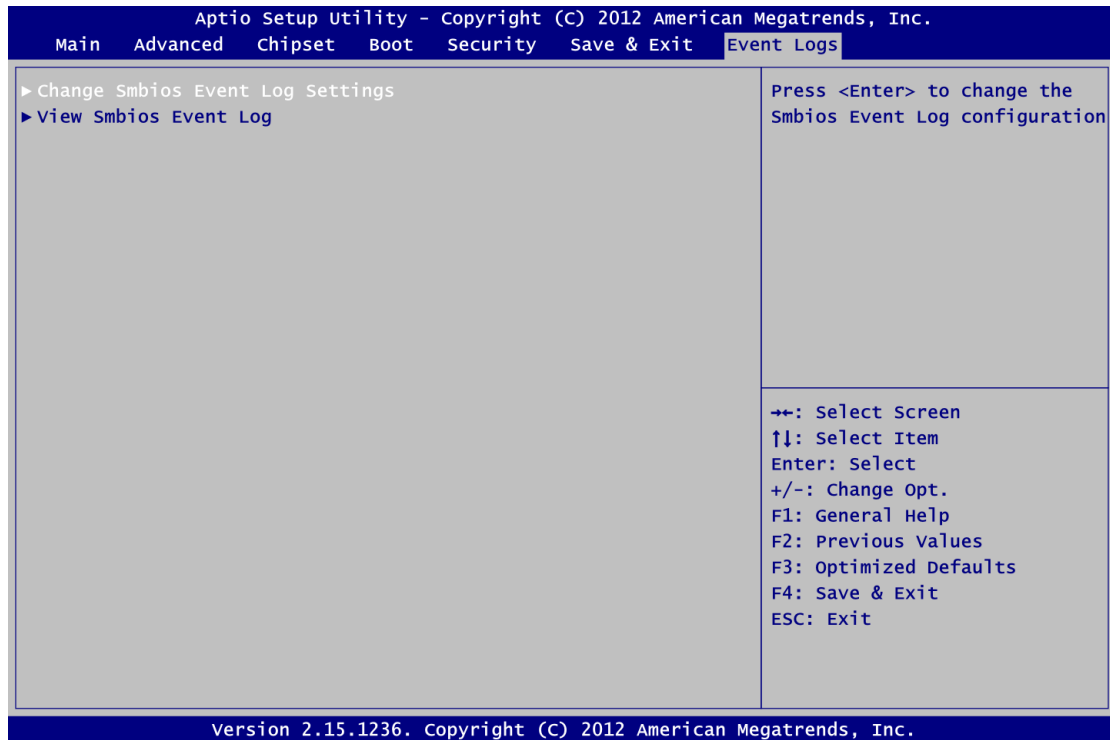 Aptio Setup Utility - Copyright (C) 2012 American Megatrends, Inc.
Main Advanced Chipset Boot Security Save & Exit Event Logs
►Change Smbios Event Log Settings
►View Smbios Event Log
Press <Enter> to change the
Smbios Event Log configuration
→←: Select Screen
↑↓: Select Item
Enter: Select
+/-: Change Opt.
F1: General Help
F2: Previous Values
F3: Optimized Defaults
F4: Save & Exit
ESC: Exit
Version 2.15.1236. Copyright (C) 2012 American Megatrends, Inc.